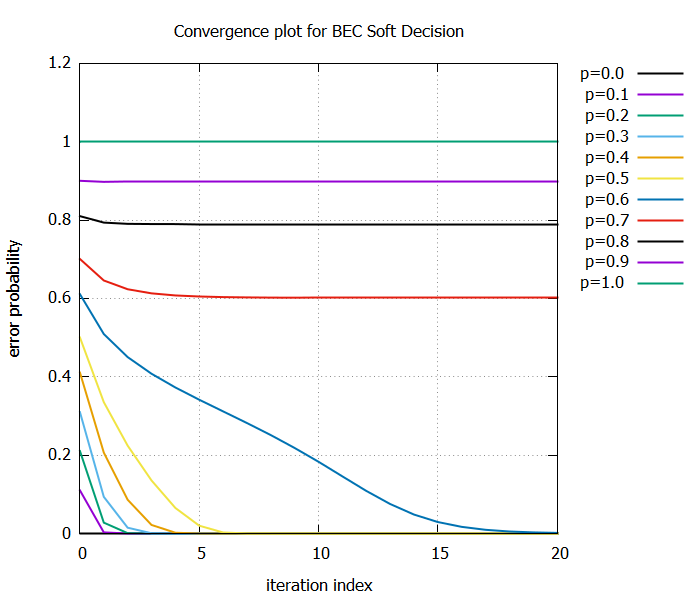 Convergence plot for BEC Soft Decision
1.2
1
0.8
0.6
0.4
0.2
0
error probability
0 5 10 15 20
iteration index
p=0.0
p=0.1
p=0.2
p=0.3
p=0.4
p=0.5
p=0.6
p=0.7
p=0.8
p=0.9
p=1.0